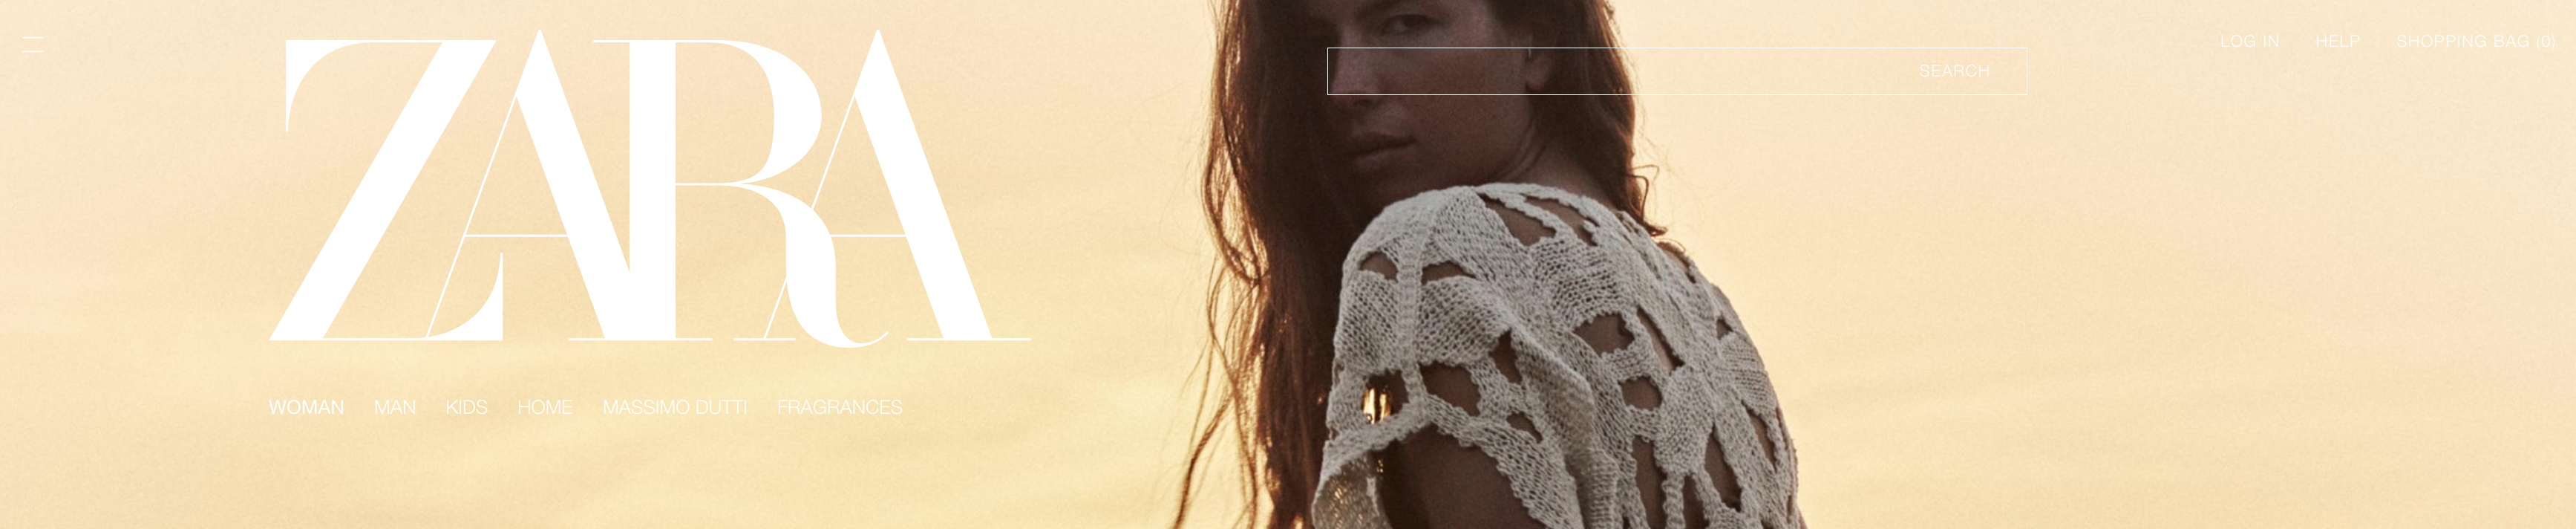 ZARA
SEARCH
LOG IN
HELP
SHOPPING BAG (0)
WOMAN
MAN
KIDS
HOME
MASSIMO DUTTI
FRAGRANCES